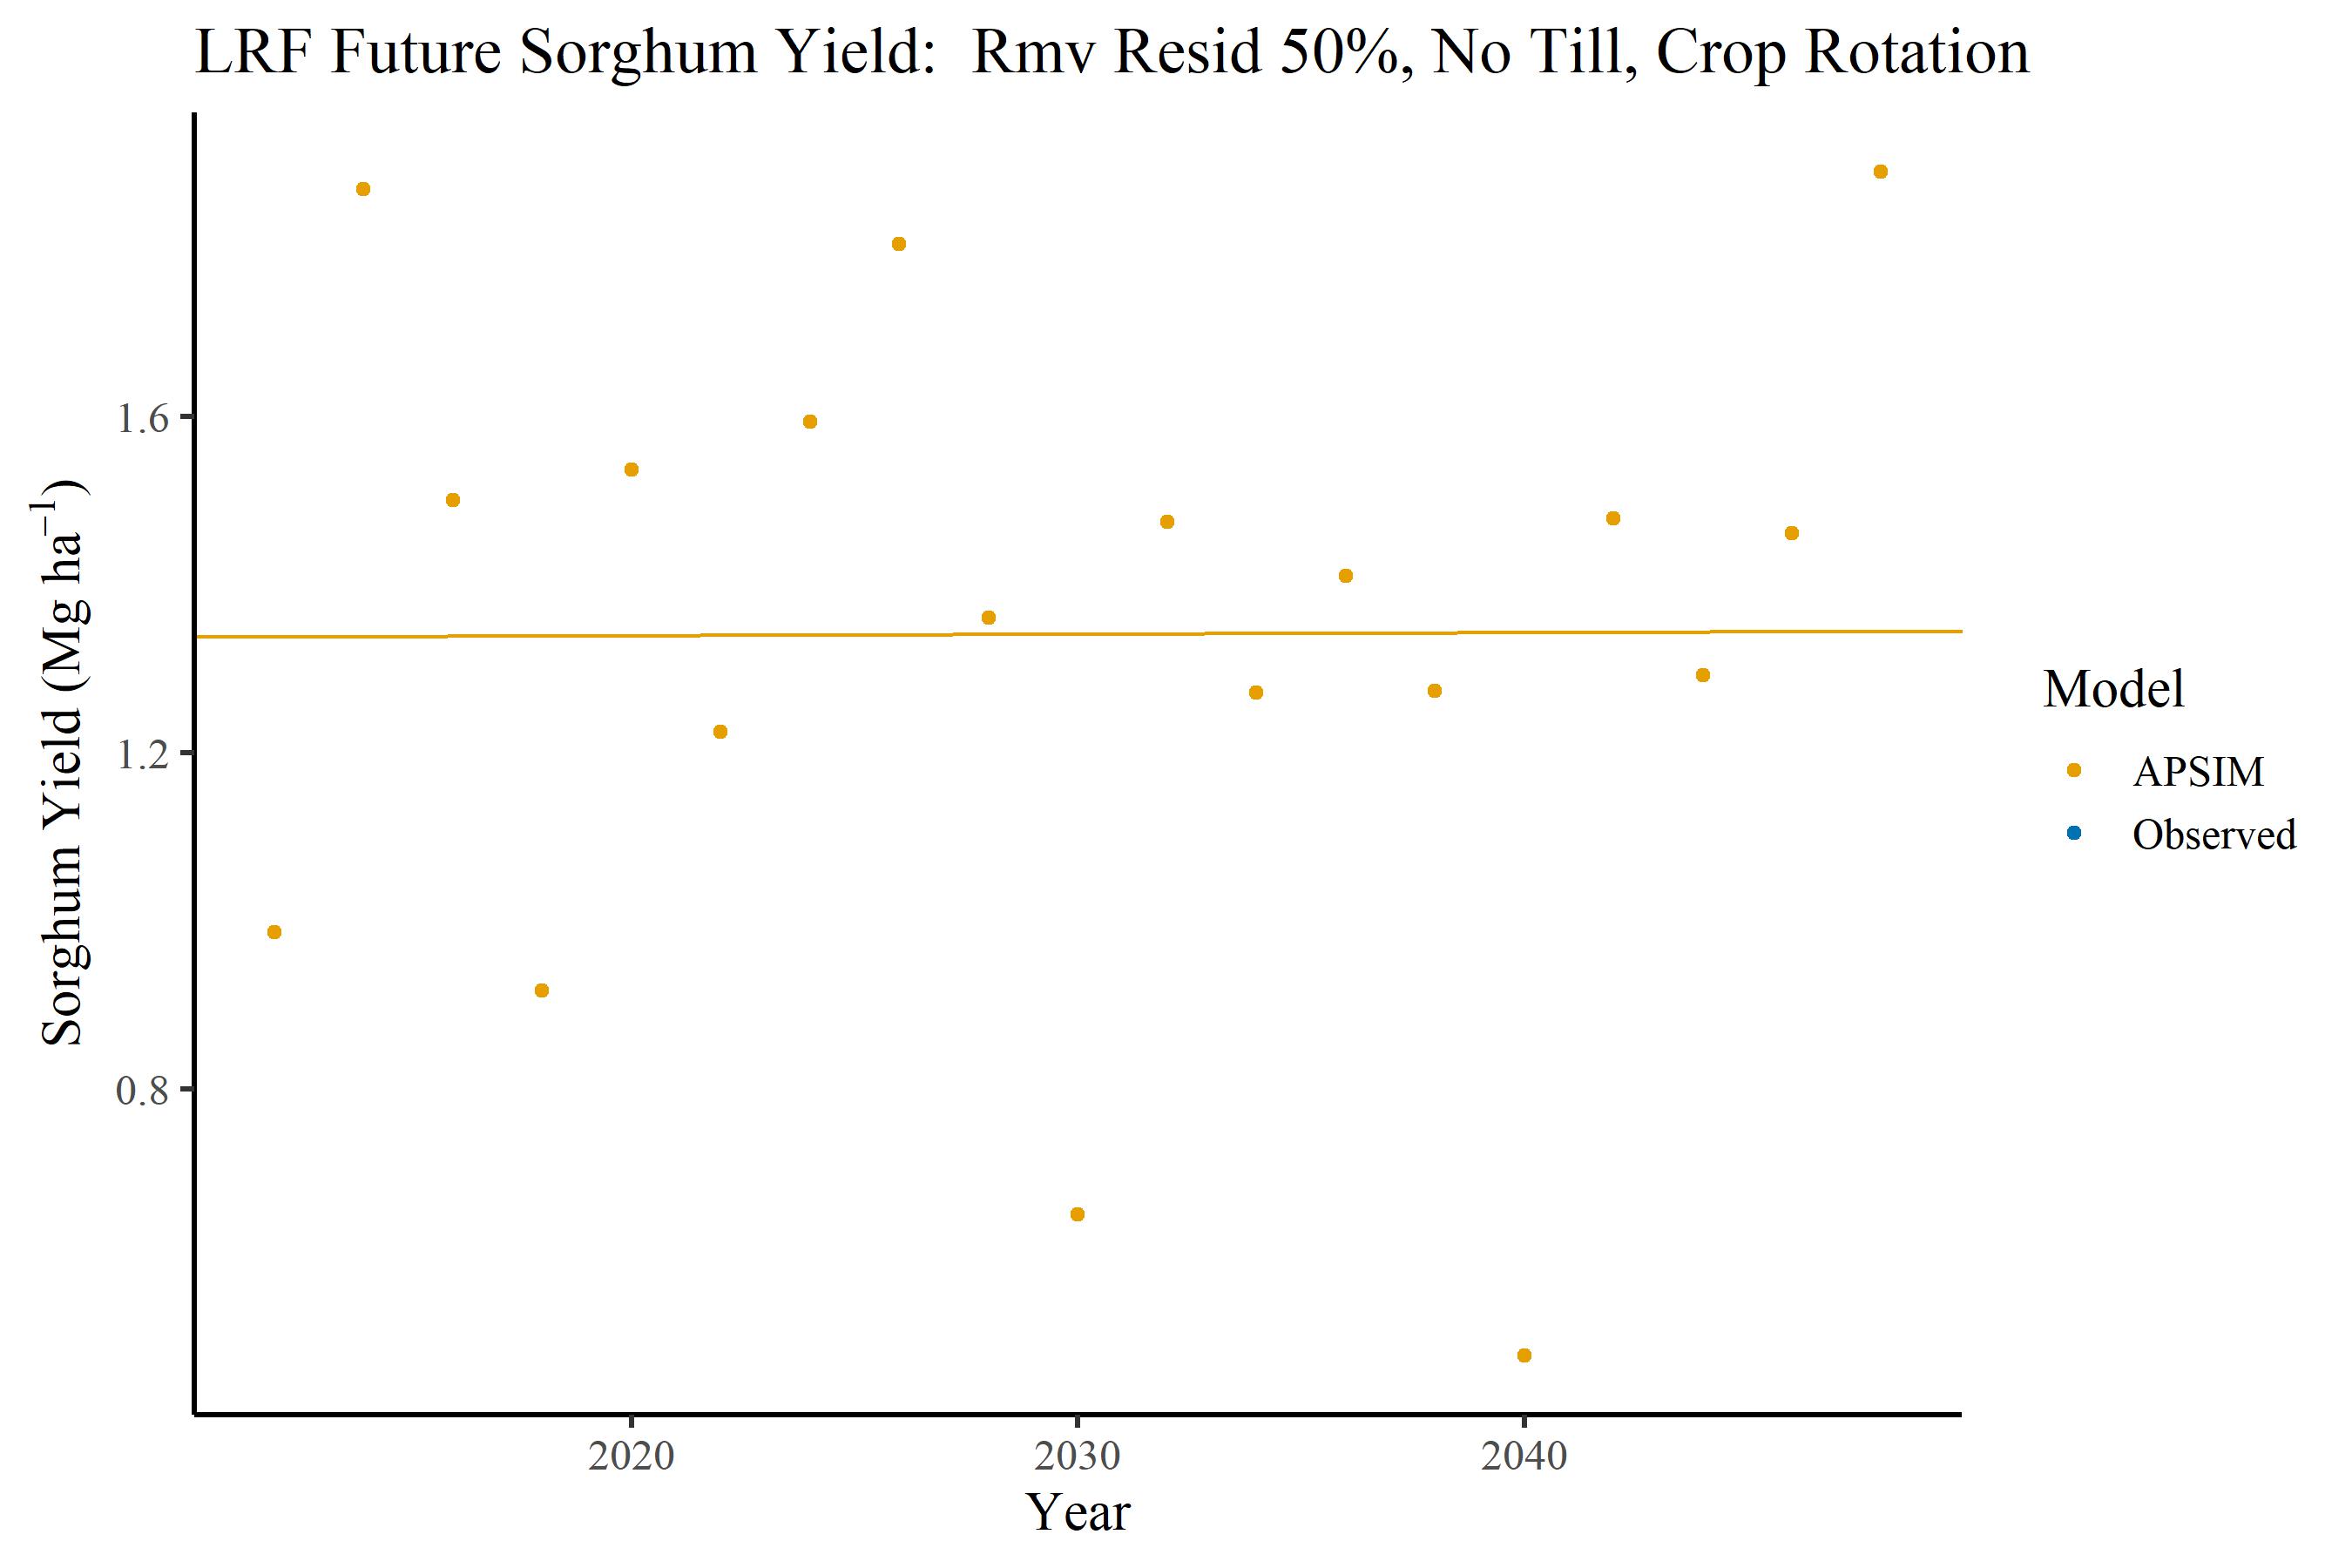 LRF Future Sorghum Yield:  Rmv Resid 50%, No Till, Crop Rotation
Sorghum Yield (Mg ha⁻¹)
1.6
1.2
0.8
2020
2030
2040
Year
Model
APSIM
Observed